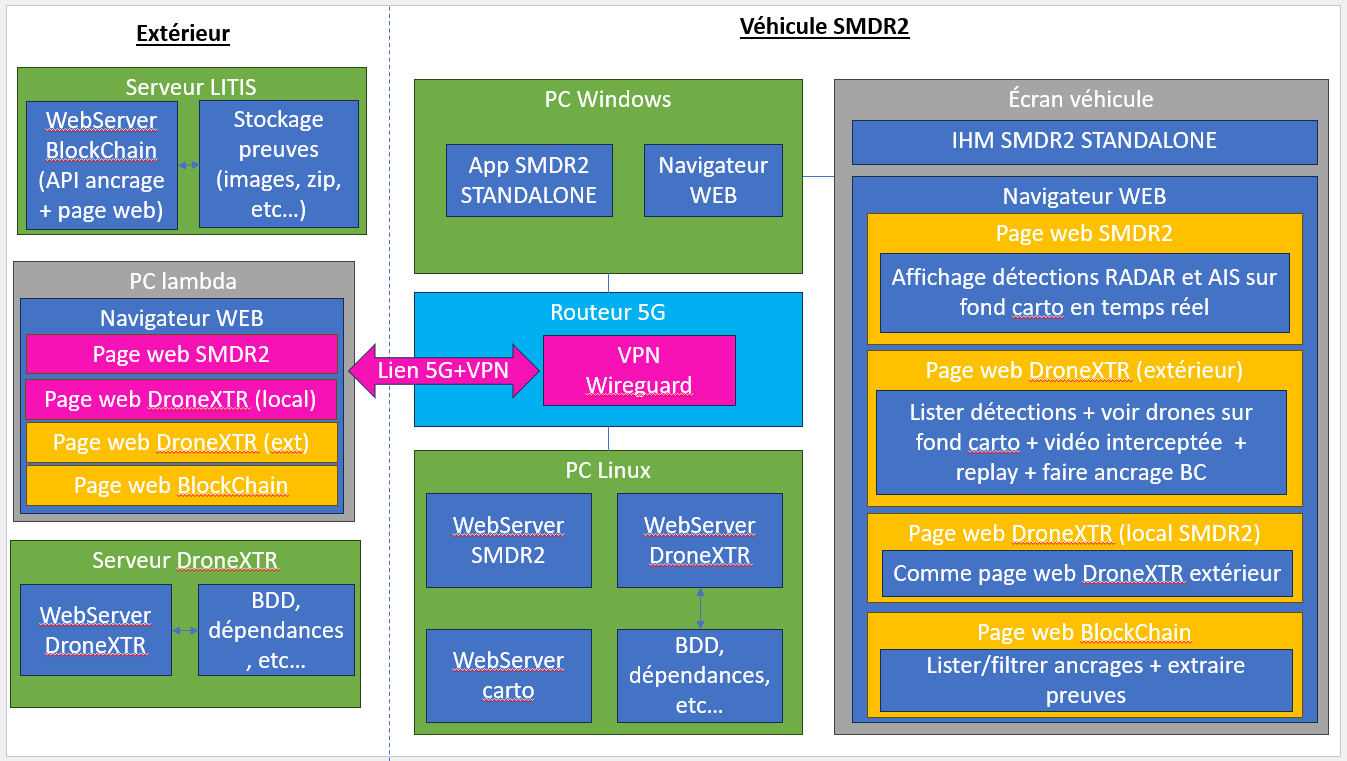 Extérieur
Véhicule SMDR2
Serveur LITIS
WebServer
BlockChain
(API ancrage
+ page web)
Stockage
preuves
(images, zip,
etc…)
PC lambda
Navigateur WEB
Page web SMDR2
Page web DroneXTR (local)
Page web DroneXTR (ext)
Page web BlockChain
Serveur DroneXTR
WebServer
DroneXTR
BDD,
dépendances
, etc…
Lien 5G+VPN
PC Windows
App SMDR2
STANDALONE
Navigateur
WEB
Routeur 5G
VPN
Wireguard
PC Linux
WebServer
SMDR2
WebServer
DroneXTR
WebServer
carto
BDD,
dépendances,
etc…
Écran véhicule
IHM SMDR2 STANDALONE
Navigateur WEB
Page web SMDR2
Affichage détections RADAR et AIS sur
fond carto en temps réel
Page web DroneXTR (extérieur)
Lister détections + voir drones sur
fond carto + vidéo interceptée +
replay + faire ancrage BC
Page web DroneXTR (local SMDR2)
Comme page web DroneXTR extérieur
Page web BlockChain
Lister/filtrer ancrages + extraire
preuves